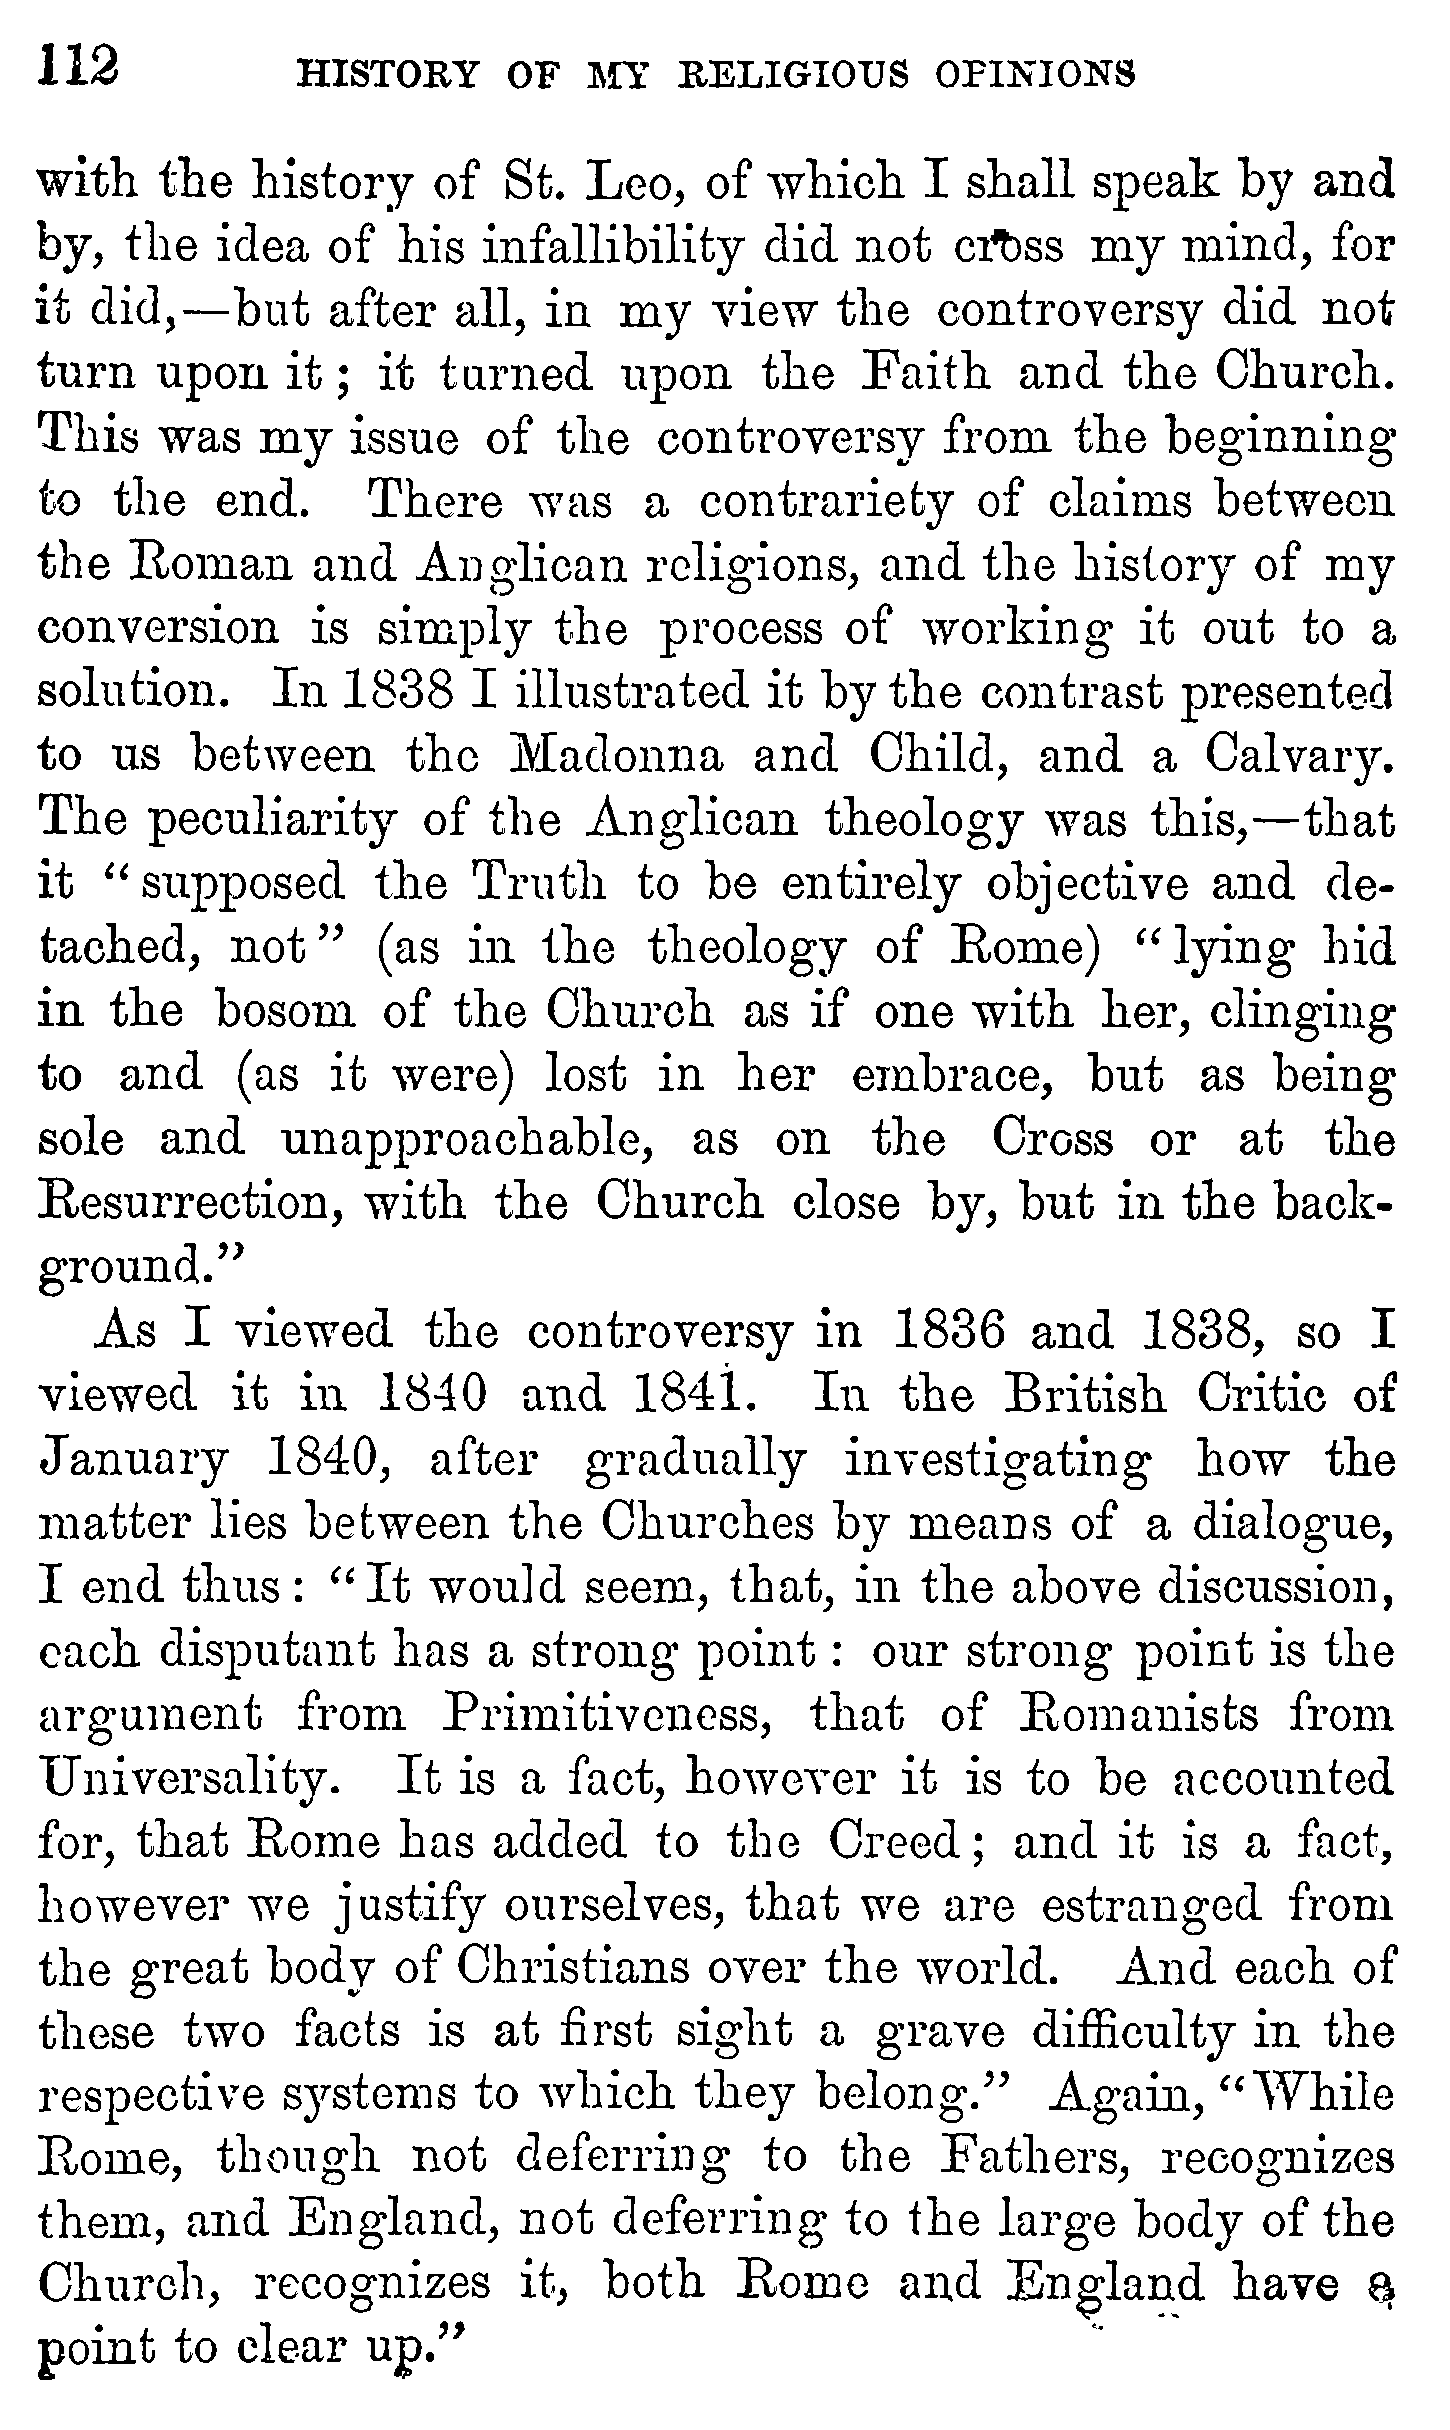 112 HISTORY OF MY RELIGIOUS OPINIONS
with the history of St. Leo, of which I shall speak by and
by, the idea of his infallibility did not cross my mind, for
it did,—but after all, in my view the controversy did not
turn upon it; it turned upon the Faith and the Church.
This was my issue of the controversy from the beginning
to the end. There was a contrariety of claims between
the Roman and Anglican religions, and the history of my
conversion is simply the process of working it out to a
solution. In 1838 I illustrated it by the contrast presented
to us between the Madonna and Child, and a Calvary.
The peculiarity of the Anglican theology was this,—that
it “supposed the Truth to be entirely objective and de-
tached, not” (as in the theology of Rome) “lying hid
in the bosom of the Church as if one with her, clinging
to and (as it were) lost in her embrace, but as being
sole and unapproachable, as on the Cross or at the
Resurrection, with the Church close by, but in the back-
ground.”
As I viewed the controversy in 1836 and 1838, so I
viewed it in 1840 and 1841. In the British Critic of
January 1840, after gradually investigating how the
matter lies between the Churches by means of a dialogue,
I end thus: “It would seem, that, in the above discussion,
each disputant has a strong point: our strong point is the
argument from Primitiveness, that of Romanists from
Universality. It is a fact, however it is to be accounted
for, that Rome has added to the Creed; and it is a fact,
however we justify ourselves, that we are estranged from
the great body of Christians over the world. And each of
these two facts is at first sight a grave difficulty in the
respective systems to which they belong.” Again, “While
Rome, though not deferring to the Fathers, recognizes
them, and England, not deferring to the large body of the
Church, recognizes it, both Rome and England have a
point to clear up.”